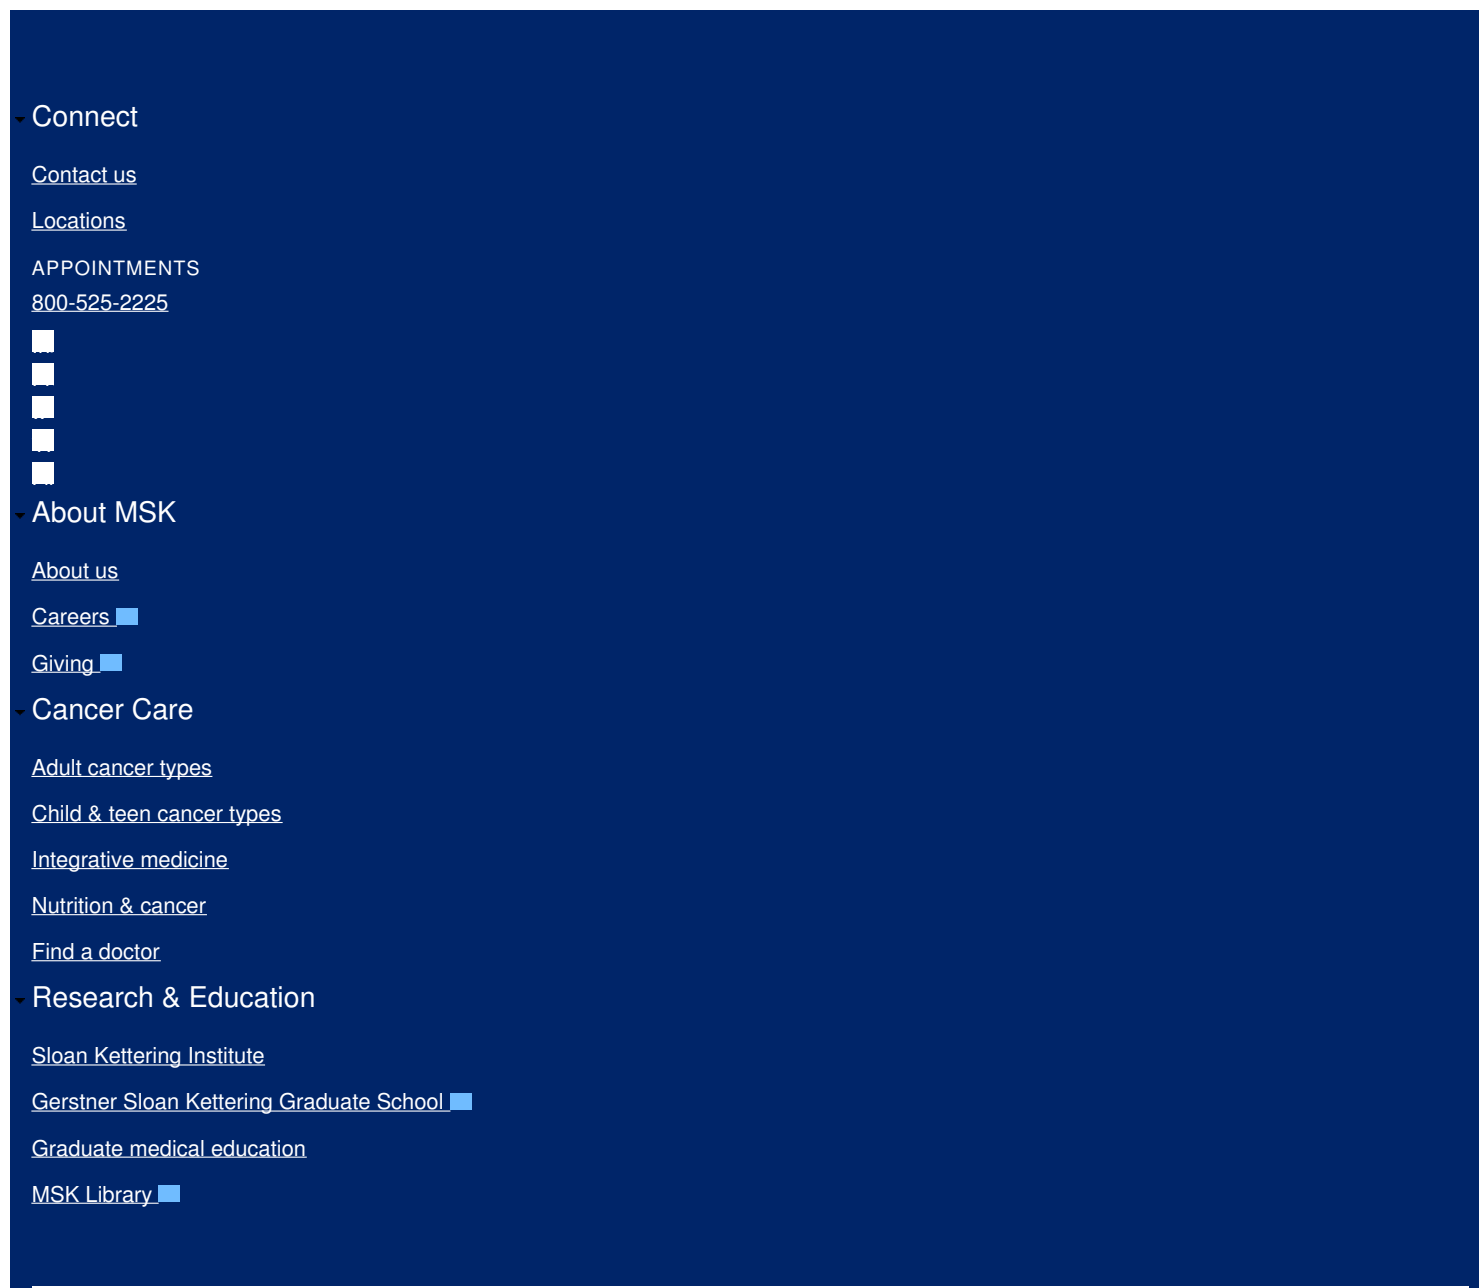 Connect
Contact us
Locations
APPOINTMENTS
800-525-2225
About MSK
About us
Careers
Giving
Cancer Care
Adult cancer types
Child & teen cancer types
Integrative medicine
Nutrition & cancer
Find a doctor
Research & Education
Sloan Kettering Institute
Gerstner Sloan Kettering Graduate School
Graduate medical education
MSK Library